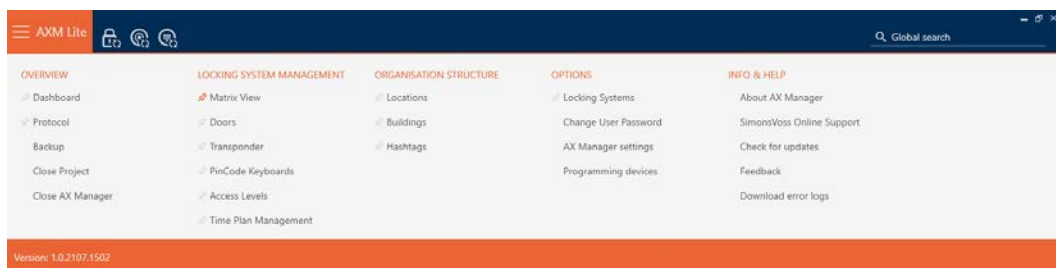 AXM Lite
Global search
OVERVIEW
Dashboard
Protocol
Backup
Close Project
Close AX Manager
LOCKING SYSTEM MANAGEMENT
Matrix View
Doors
Transponder
PinCode Keyboards
Access Levels
Time Plan Management
ORGANISATION STRUCTURE
Locations
Buildings
Hashtags
OPTIONS
Locking Systems
Change User Password
AX Manager settings
Programming devices
INFO & HELP
About AX Manager
SimonsVoss Online Support
Check for updates
Feedback
Download error logs
Version: 1.0.2107.1502